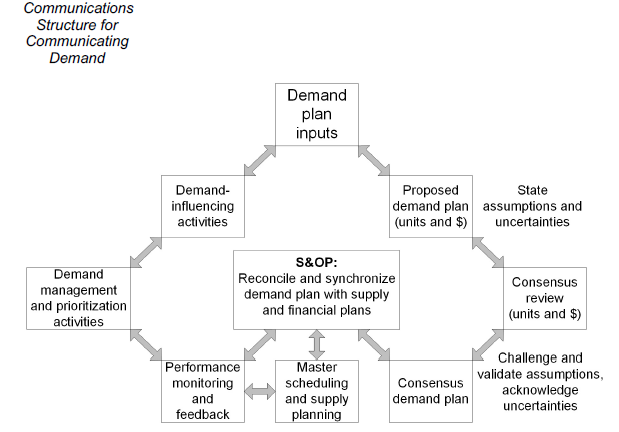 Communications
Structure for
Communicating
Demand
Demand
plan
inputs
Demand-
influencing
activities
Proposed
demand plan
(units and $)
State
assumptions and
uncertainties
S&OP:
Reconcile and synchronize
demand plan with supply
and financial plans
Demand
management
and prioritization
activities
Consensus
review
(units and $)
Performance
monitoring
and
feedback
Master
scheduling
and supply
planning
Consensus
demand plan
Challenge and
validate assumptions,
acknowledge
uncertainties